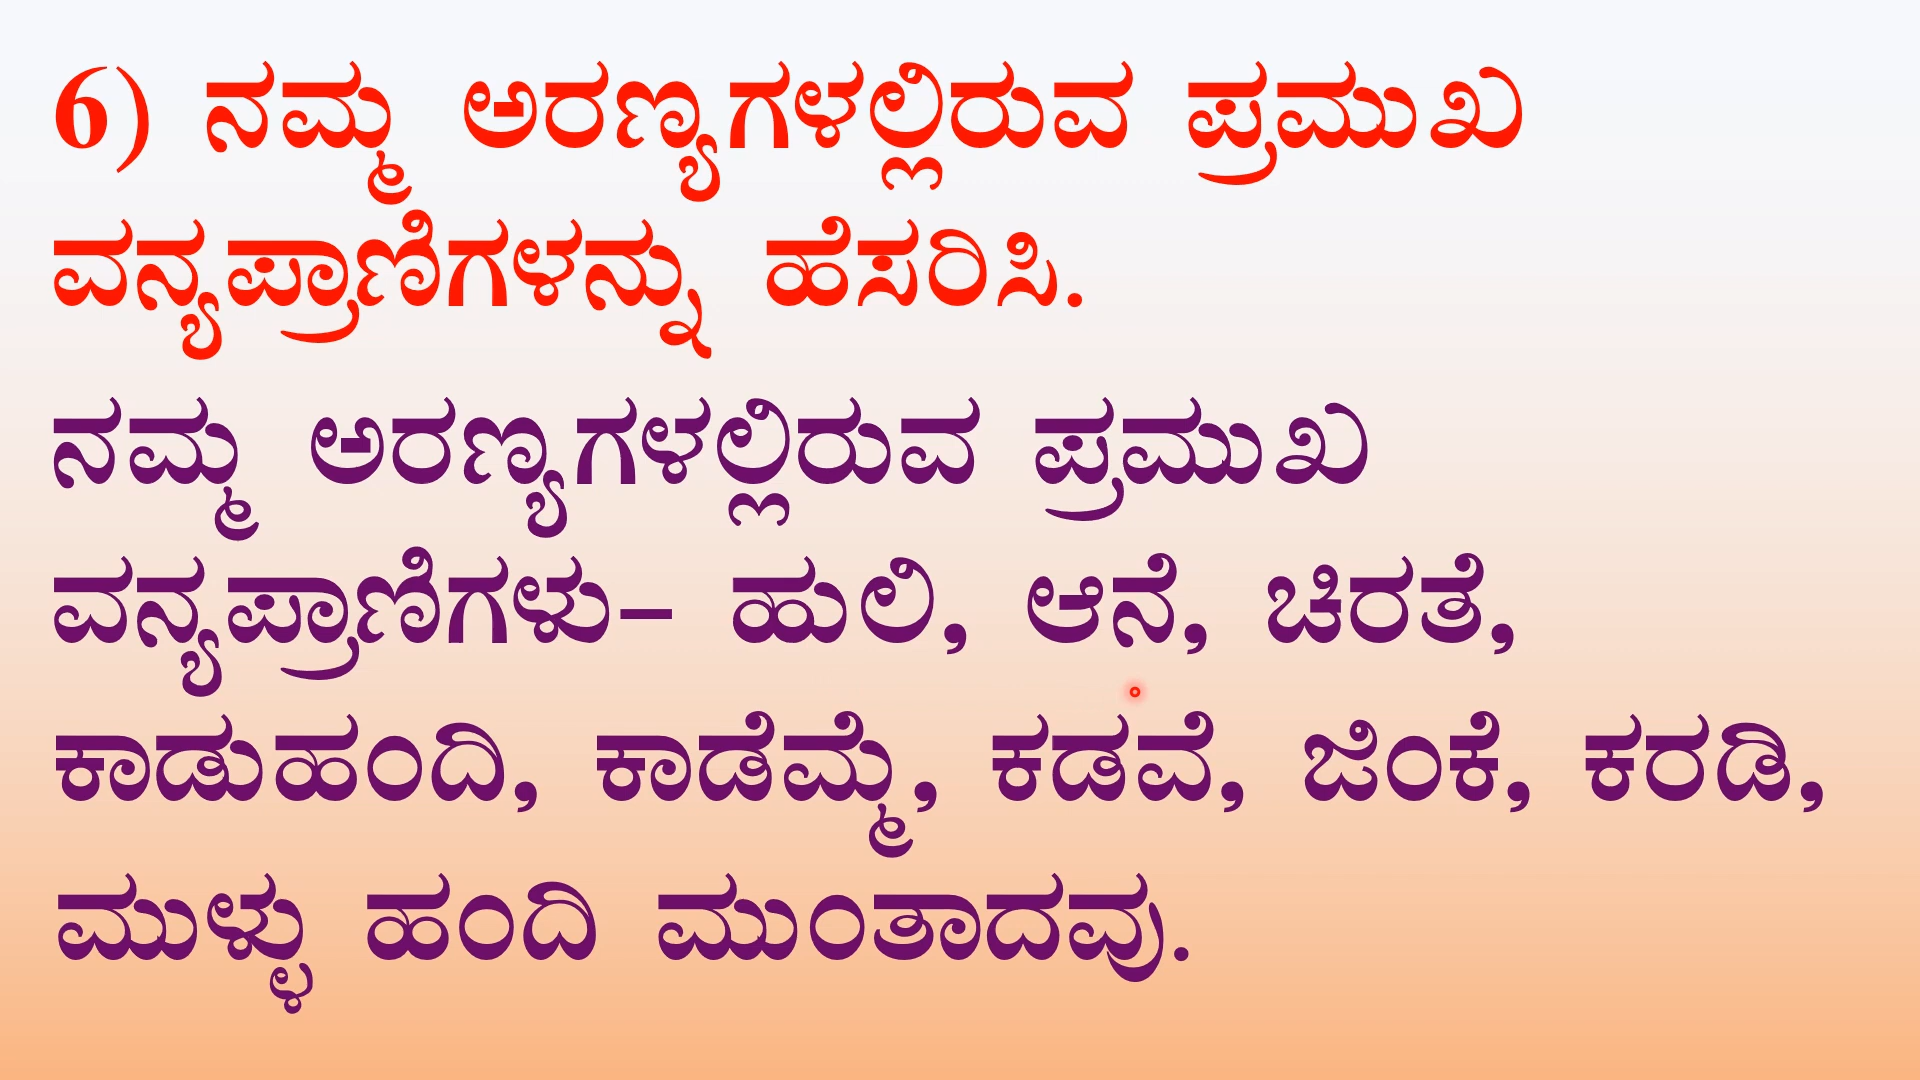 6) ನಮ್ಮ ಅರಣ್ಯಗಳಲ್ಲಿರುವ ಪ್ರಮುಖ
ವನ್ಯಪ್ರಾಣಿಗಳನ್ನು ಹೆಸರಿಸಿ.
ನಮ್ಮ ಅರಣ್ಯಗಳಲ್ಲಿರುವ ಪ್ರಮುಖ
ವನ್ಯಪ್ರಾಣಿಗಳು– ಹುಲಿ, ಆನೆ, ಚಿರತೆ,
ಕಾಡುಹಂದಿ, ಕಾಡೆಮ್ಮೆ, ಕಡವೆ, ಜಿಂಕೆ, ಕರಡಿ,
ಮುಳ್ಳು ಹಂದಿ ಮುಂತಾದವು.